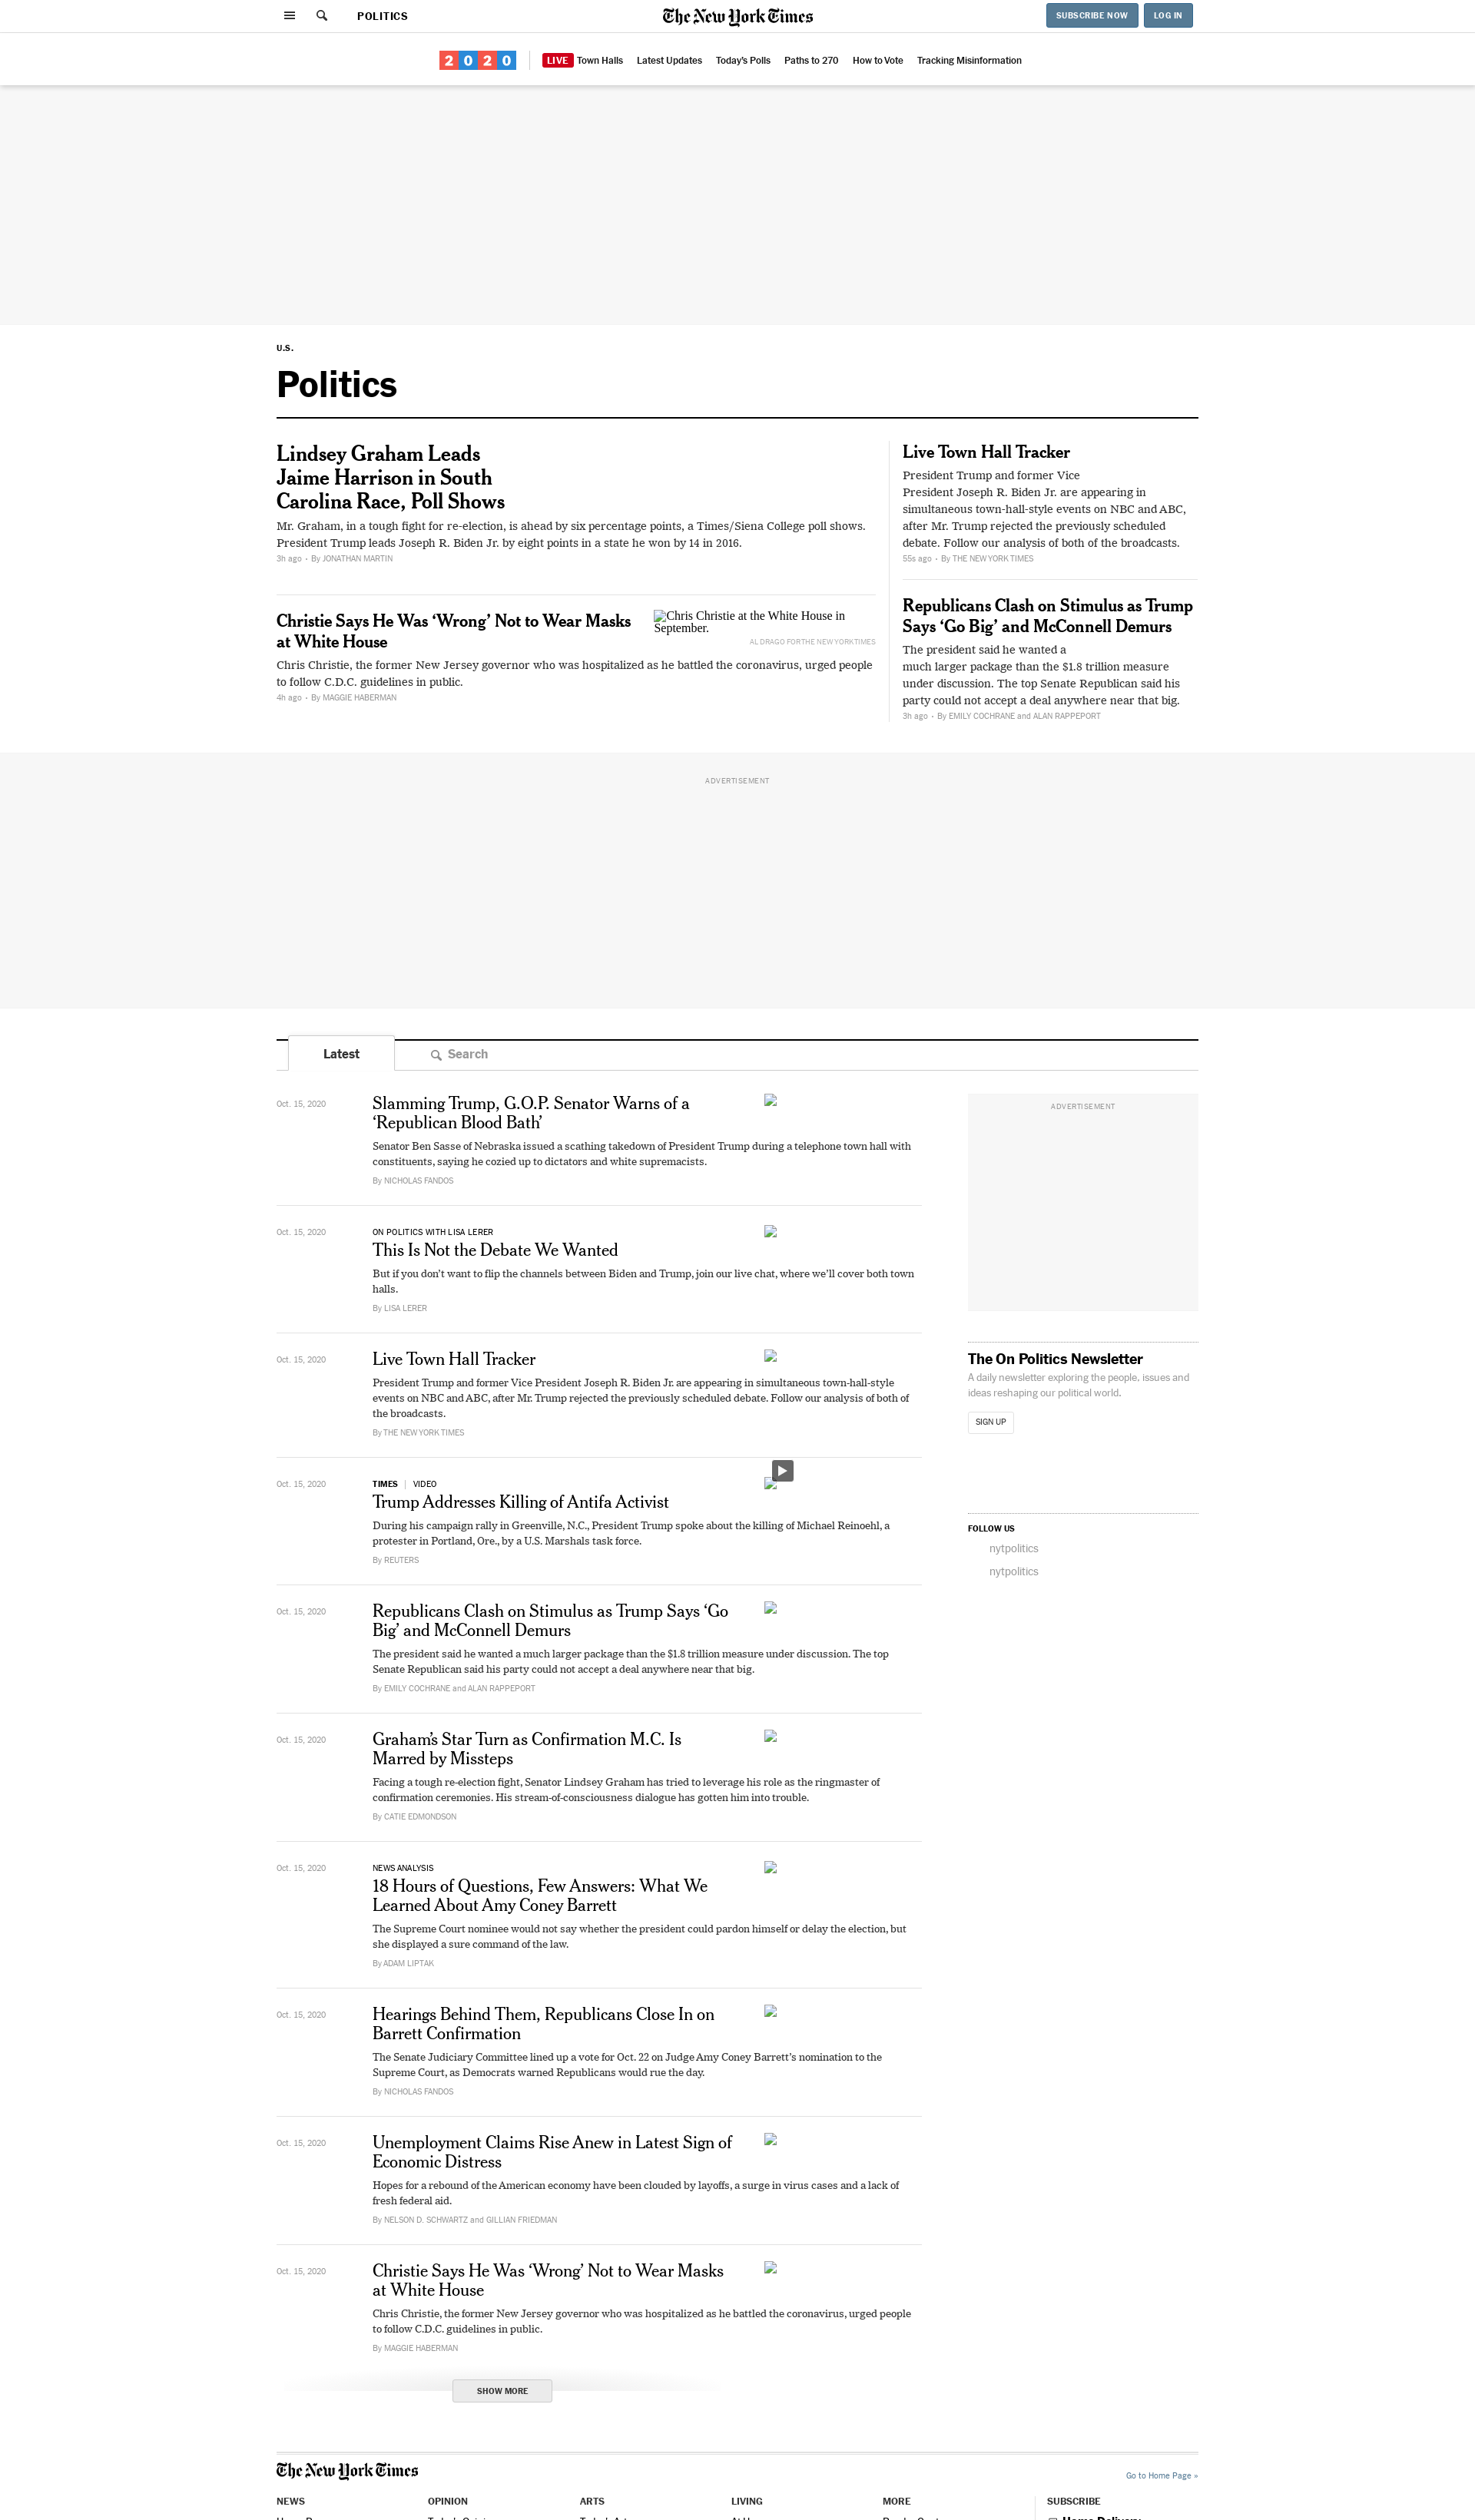 POLITICS
The New York Times
SUBSCRIBE NOW
LOG IN
2020
LIVE Town Halls
Latest Updates
Today's Polls
Paths to 270
How to Vote
Tracking Misinformation
U.S.
Politics
Lindsey Graham Leads
Jaime Harrison in South
Carolina Race, Poll Shows
Mr. Graham, in a tough fight for re-election, is ahead by six percentage points, a Times/Siena College poll shows.
President Trump leads Joseph R. Biden Jr. by eight points in a state he won by 14 in 2016.
3h ago • By JONATHAN MARTIN
Christie Says He Was ‘Wrong’ Not to Wear Masks
at White House
Chris Christie at the White House in
September.
AL DRAGO FOR THE NEW YORK TIMES
Chris Christie, the former New Jersey governor who was hospitalized as he battled the coronavirus, urged people
to follow C.D.C. guidelines in public.
4h ago • By MAGGIE HABERMAN
Live Town Hall Tracker
President Trump and former Vice
President Joseph R. Biden Jr. are appearing in
simultaneous town-hall-style events on NBC and ABC,
after Mr. Trump rejected the previously scheduled
debate. Follow our analysis of both of the broadcasts.
55s ago • By THE NEW YORK TIMES
Republicans Clash on Stimulus as Trump
Says ‘Go Big’ and McConnell Demurs
The president said he wanted a
much larger package than the $1.8 trillion measure
under discussion. The top Senate Republican said his
party could not accept a deal anywhere near that big.
3h ago • By EMILY COCHRANE and ALAN RAPPEPORT
ADVERTISEMENT
Latest
Search
Oct. 15, 2020
Slamming Trump, G.O.P. Senator Warns of a
‘Republican Blood Bath’
Senator Ben Sasse of Nebraska issued a scathing takedown of President Trump during a telephone town hall with
constituents, saying he cozied up to dictators and white supremacists.
By NICHOLAS FANDOS
Oct. 15, 2020
ON POLITICS WITH LISA LERER
This Is Not the Debate We Wanted
But if you don’t want to flip the channels between Biden and Trump, join our live chat, where we’ll cover both town
halls.
By LISA LERER
Oct. 15, 2020
Live Town Hall Tracker
President Trump and former Vice President Joseph R. Biden Jr. are appearing in simultaneous town-hall-style
events on NBC and ABC, after Mr. Trump rejected the previously scheduled debate. Follow our analysis of both of
the broadcasts.
By THE NEW YORK TIMES
Oct. 15, 2020
TIMES | VIDEO
Trump Addresses Killing of Antifa Activist
During his campaign rally in Greenville, N.C., President Trump spoke about the killing of Michael Reinoehl, a
protester in Portland, Ore., by a U.S. Marshals task force.
By REUTERS
Oct. 15, 2020
Republicans Clash on Stimulus as Trump Says ‘Go
Big’ and McConnell Demurs
The president said he wanted a much larger package than the $1.8 trillion measure under discussion. The top
Senate Republican said his party could not accept a deal anywhere near that big.
By EMILY COCHRANE and ALAN RAPPEPORT
Oct. 15, 2020
Graham’s Star Turn as Confirmation M.C. Is
Marred by Missteps
Facing a tough re-election fight, Senator Lindsey Graham has tried to leverage his role as the ringmaster of
confirmation ceremonies. His stream-of-consciousness dialogue has gotten him into trouble.
By CATIE EDMONDSON
Oct. 15, 2020
NEWS ANALYSIS
18 Hours of Questions, Few Answers: What We
Learned About Amy Coney Barrett
The Supreme Court nominee would not say whether the president could pardon himself or delay the election, but
she displayed a sure command of the law.
By ADAM LIPTAK
Oct. 15, 2020
Hearings Behind Them, Republicans Close In on
Barrett Confirmation
The Senate Judiciary Committee lined up a vote for Oct. 22 on Judge Amy Coney Barrett’s nomination to the
Supreme Court, as Democrats warned Republicans would rue the day.
By NICHOLAS FANDOS
Oct. 15, 2020
Unemployment Claims Rise Anew in Latest Sign of
Economic Distress
Hopes for a rebound of the American economy have been clouded by layoffs, a surge in virus cases and a lack of
fresh federal aid.
By NELSON D. SCHWARTZ and GILLIAN FRIEDMAN
Oct. 15, 2020
Christie Says He Was ‘Wrong’ Not to Wear Masks
at White House
Chris Christie, the former New Jersey governor who was hospitalized as he battled the coronavirus, urged people
to follow C.D.C. guidelines in public.
By MAGGIE HABERMAN
SHOW MORE
ADVERTISEMENT
The On Politics Newsletter
A daily newsletter exploring the people, issues and
ideas reshaping our political world.
SIGN UP
FOLLOW US
nytpolitics
nytpolitics
The New York Times
Go to Home Page »
NEWS
OPINION
ARTS
LIVING
MORE
SUBSCRIBE